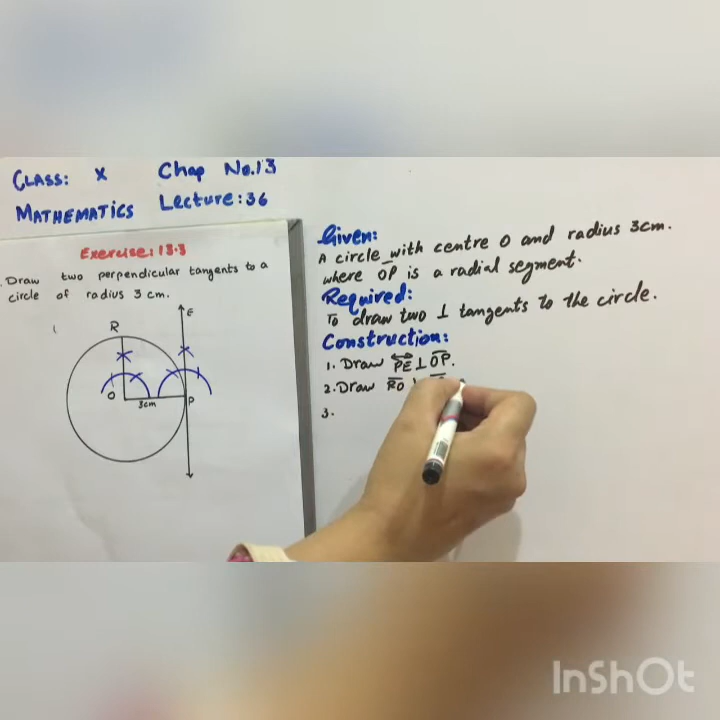 CLASS: X Chap No.13
MATHEMATICS Lecture:36
Exercise:13.3
Draw two perpendicular tangents to a
circle of radius 3 cm.
R
E
O
3cm
P
Given:
A circle with centre O and radius 3cm.
where OP is a radial segment.
Required:
To draw two ⊥ tangents to the circle.
Construction:
1. Draw PE ⊥ OP.
2. Draw RO
3.
InShOt